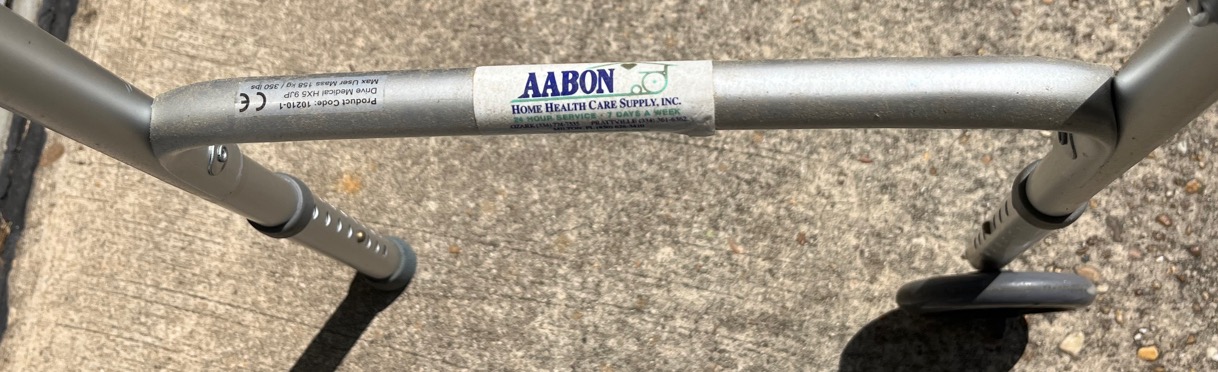 AABON
HOME HEALTH CARE SUPPLY, INC.
24 HOUR SERVICE • 7 DAYS A WEEK
Product Code: 10210-1
Drive Medical HX5 9JP
Max User Mass 158 kg / 350 lbs
CE